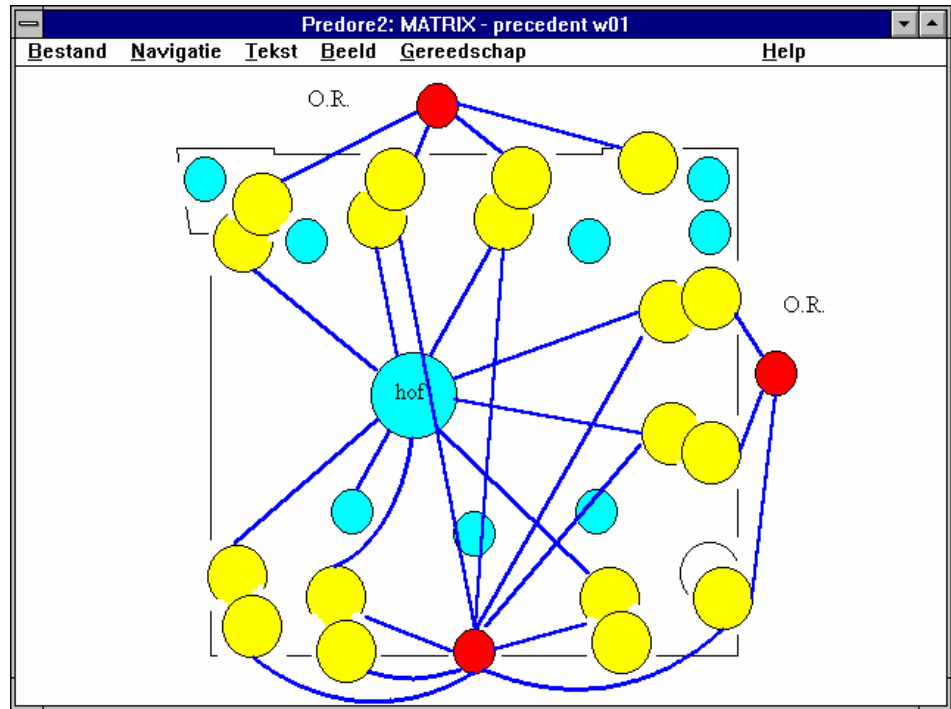 Predore2: MATRIX - precedent w01
Bestand Navigatie Tekst Beeld Gereedschap Help
O.R.
O.R.
hof